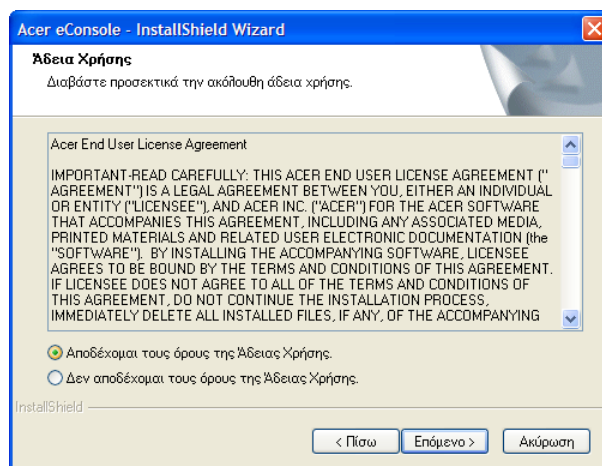 Acer eConsole - InstallShield Wizard
Άδεια Χρήσης
Διαβάστε προσεκτικά την ακόλουθη άδεια χρήσης.
Acer End User License Agreement
IMPORTANT-READ CAREFULLY: THIS ACER END USER LICENSE AGREEMENT ("
AGREEMENT") IS A LEGAL AGREEMENT BETWEEN YOU, EITHER AN INDIVIDUAL
OR ENTITY ("LICENSEE"), AND ACER INC. ("ACER") FOR THE ACER SOFTWARE
THAT ACCOMPANIES THIS AGREEMENT, INCLUDING ANY ASSOCIATED MEDIA,
PRINTED MATERIALS AND RELATED USER ELECTRONIC DOCUMENTATION (the
"SOFTWARE"). BY INSTALLING THE ACCOMPANYING SOFTWARE, LICENSEE
AGREES TO BE BOUND BY THE TERMS AND CONDITIONS OF THIS AGREEMENT.
IF LICENSEE DOES NOT AGREE TO ALL OF THE TERMS AND CONDITIONS OF
THIS AGREEMENT, DO NOT CONTINUE THE INSTALLATION PROCESS,
IMMEDIATELY DELETE ALL INSTALLED FILES, IF ANY, OF THE ACCOMPANYING
Αποδέχομαι τους όρους της Άδειας Χρήσης.
Δεν αποδέχομαι τους όρους της Άδειας Χρήσης.
InstallShield
< Πίσω Επόμενο > Ακύρωση